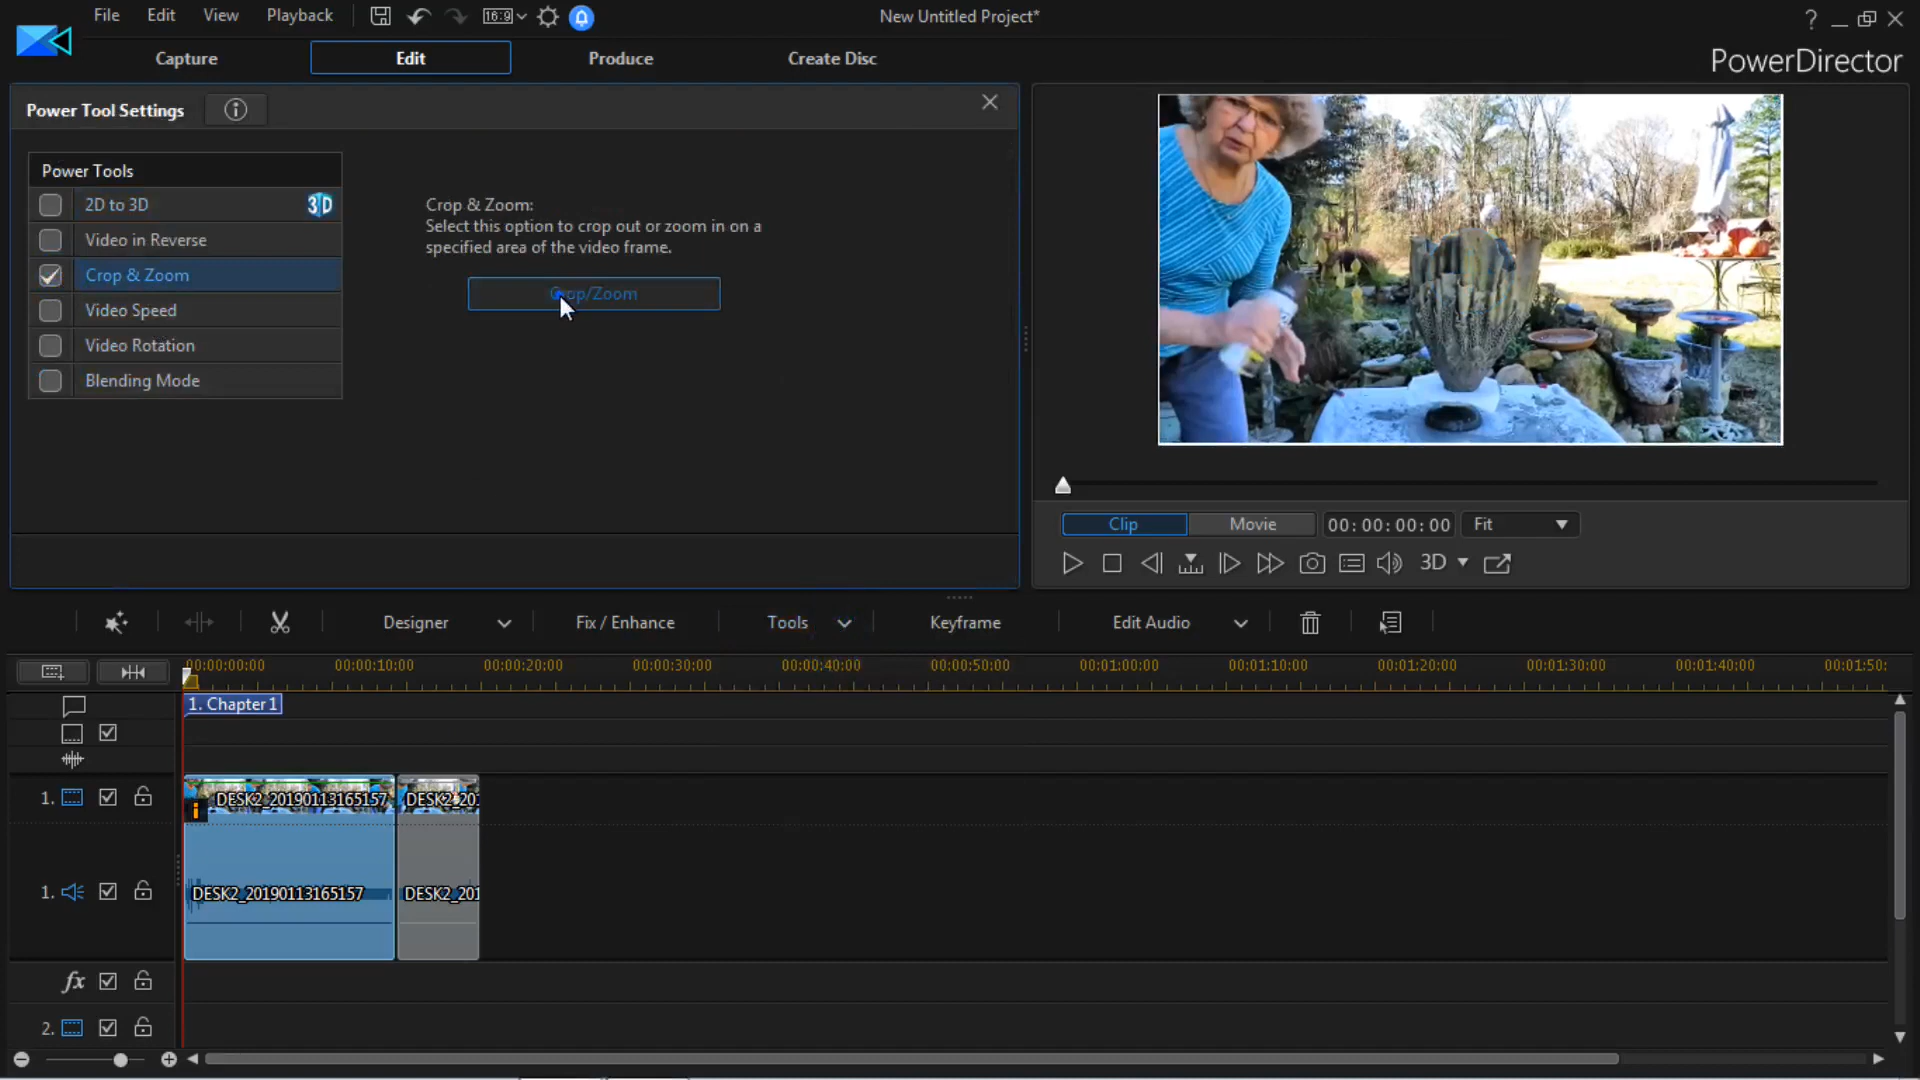 File Edit View Playback 16:9 New Untitled Project* ?
Capture Edit Produce Create Disc PowerDirector
Power Tool Settings
Power Tools
2D to 3D 3D
Video in Reverse
Crop & Zoom
Video Speed
Video Rotation
Blending Mode
Crop & Zoom:
Select this option to crop out or zoom in on a
specified area of the video frame.
Crop/Zoom
Clip Movie 00:00:00:00 Fit
3D
Designer Fix / Enhance Tools Keyframe Edit Audio
00:00:00:00 00:00:10:00 00:00:20:00 00:00:30:00 00:00:40:00 00:00:50:00 00:01:00:00 00:01:10:00 00:01:20:00 00:01:30:00 00:01:40:00 00:01:50:
1. Chapter 1
1. DESK2_20190113165157 DESK2_201
1. DESK2_20190113165157 DESK2_201
fx
2.